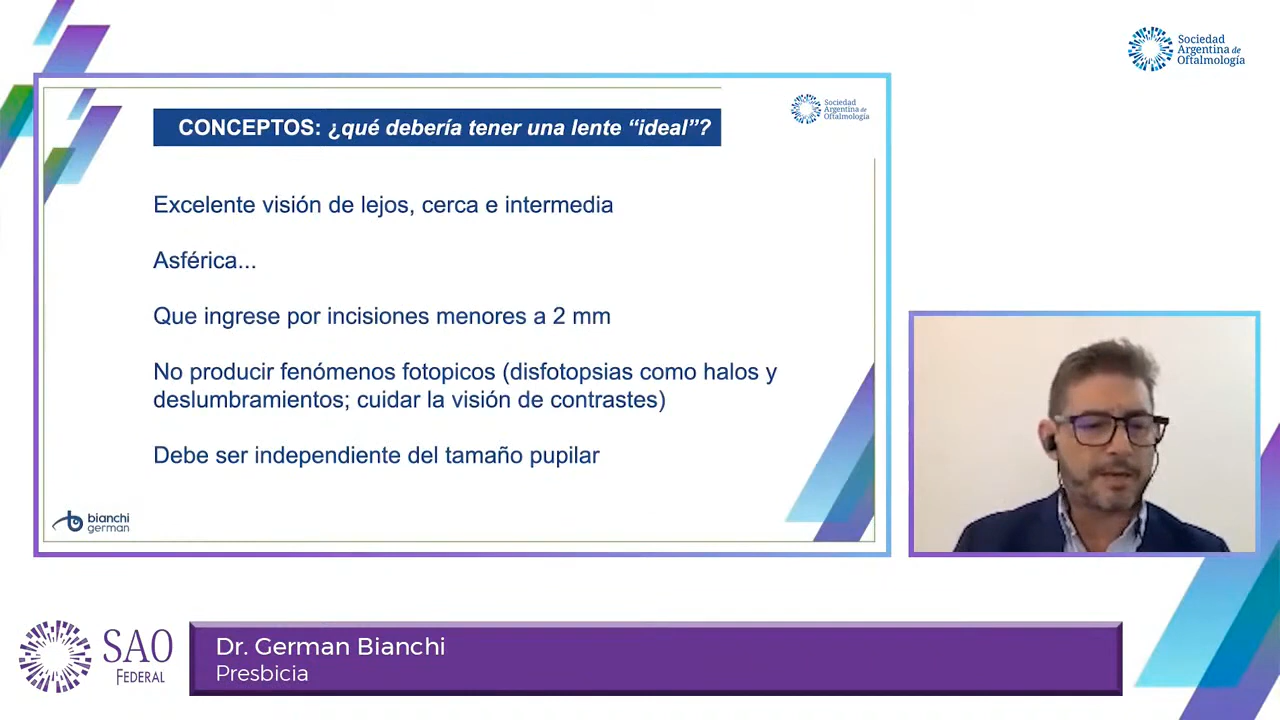 Sociedad
Argentina de
Oftalmología
CONCEPTOS: ¿qué debería tener una lente “ideal”?
Sociedad
Argentina de
Oftalmología
Excelente visión de lejos, cerca e intermedia
Asférica...
Que ingrese por incisiones menores a 2 mm
No producir fenómenos fotopicos (disfotopsias como halos y
deslumbramientos; cuidar la visión de contrastes)
Debe ser independiente del tamaño pupilar
bianchi
german
SAO
FEDERAL
Dr. German Bianchi
Presbicia